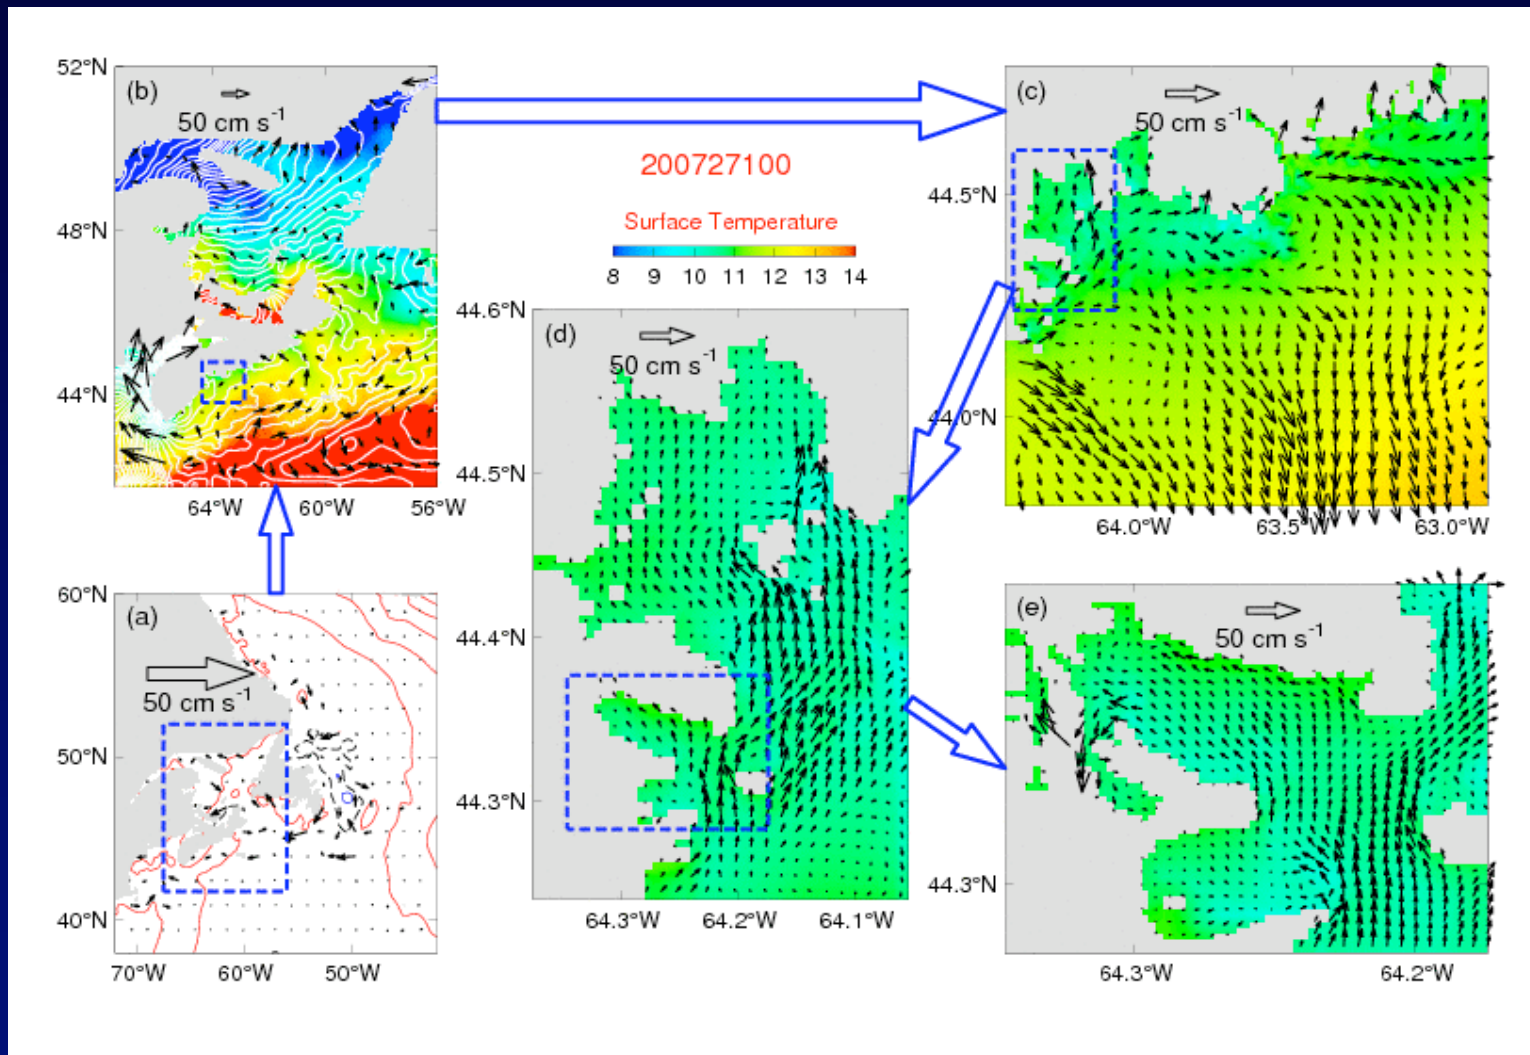 52°N
(b)
50 cm s⁻¹
48°N
44°N
64°W
60°W
56°W
200727100
Surface Temperature
8
9
10
11
12
13
14
(c)
50 cm s⁻¹
44.5°N
44.0°N
64.0°W
63.5°W
63.0°W
44.6°N
(d)
50 cm s⁻¹
44.5°N
44.4°N
44.3°N
64.3°W
64.2°W
64.1°W
60°N
(a)
50 cm s⁻¹
50°N
40°N
70°W
60°W
50°W
(e)
50 cm s⁻¹
44.3°N
64.3°W
64.2°W